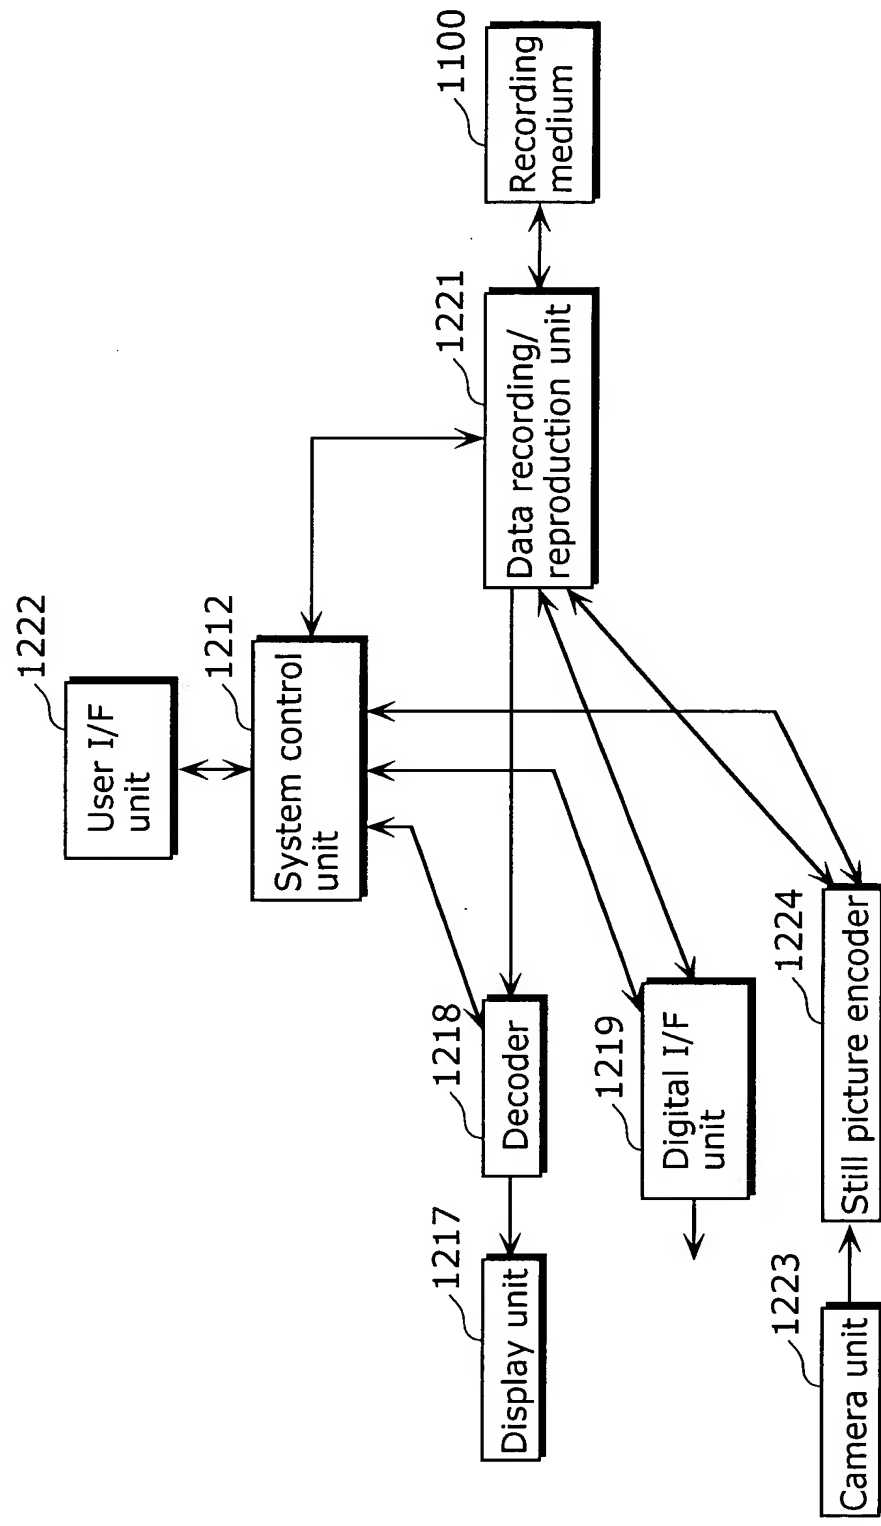 1222
User I/F
unit
1212
System control
unit
1217
Display unit
1218
Decoder
1221
Data recording/
reproduction unit
1100
Recording
medium
1219
Digital I/F
unit
1223
Camera unit
1224
Still picture encoder